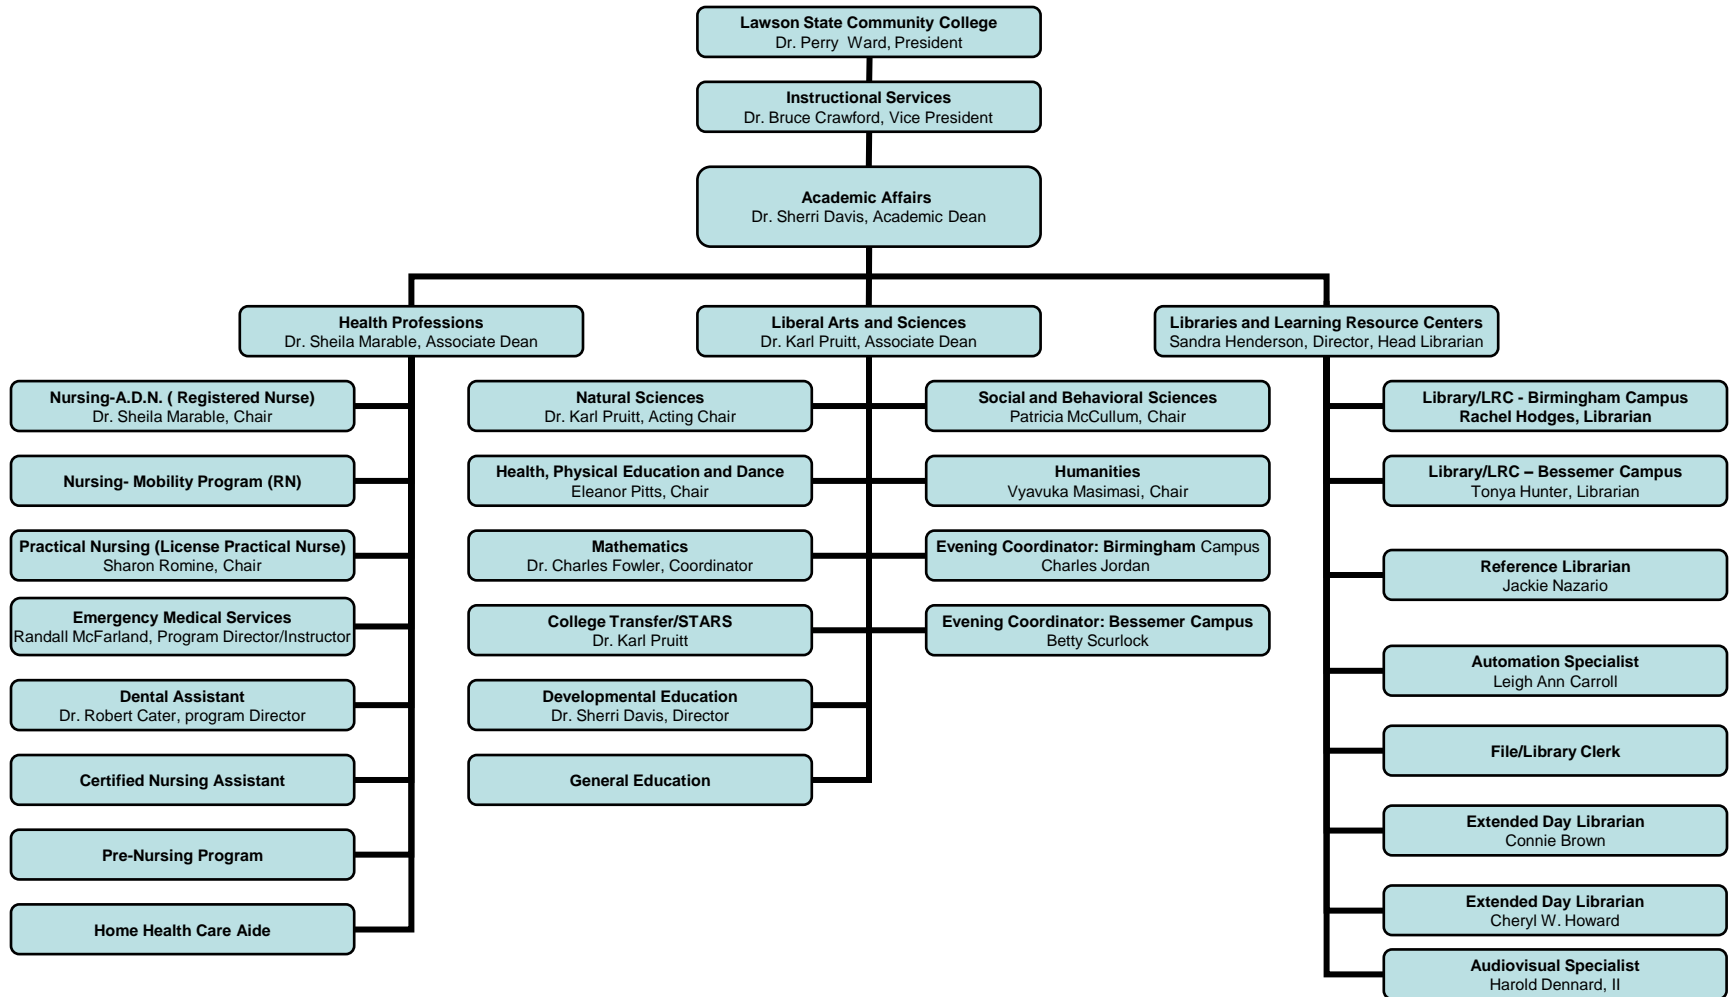 Lawson State Community College
Dr. Perry  Ward, President
Instructional Services
Dr. Bruce Crawford, Vice President
Academic Affairs
Dr. Sherri Davis, Academic Dean
Health Professions
Dr. Sheila Marable, Associate Dean
Liberal Arts and Sciences
Dr. Karl Pruitt, Associate Dean
Libraries and Learning Resource Centers
Sandra Henderson, Director, Head Librarian
Nursing-A.D.N. ( Registered Nurse)
Dr. Sheila Marable, Chair
Nursing- Mobility Program (RN)
Practical Nursing (License Practical Nurse)
Sharon Romine, Chair
Emergency Medical Services
Randall McFarland, Program Director/Instructor
Dental Assistant
Dr. Robert Cater, program Director
Certified Nursing Assistant
Pre-Nursing Program
Home Health Care Aide
Natural Sciences
Dr. Karl Pruitt, Acting Chair
Health, Physical Education and Dance
Eleanor Pitts, Chair
Mathematics
Dr. Charles Fowler, Coordinator
College Transfer/STARS
Dr. Karl Pruitt
Developmental Education
Dr. Sherri Davis, Director
General Education
Social and Behavioral Sciences
Patricia McCullum, Chair
Humanities
Vyavuka Masimasi, Chair
Evening Coordinator: Birmingham Campus
Charles Jordan
Evening Coordinator: Bessemer Campus
Betty Scurlock
Library/LRC - Birmingham Campus
Rachel Hodges, Librarian
Library/LRC – Bessemer Campus
Tonya Hunter, Librarian
Reference Librarian
Jackie Nazario
Automation Specialist
Leigh Ann Carroll
File/Library Clerk
Extended Day Librarian
Connie Brown
Extended Day Librarian
Cheryl W. Howard
Audiovisual Specialist
Harold Dennard, II